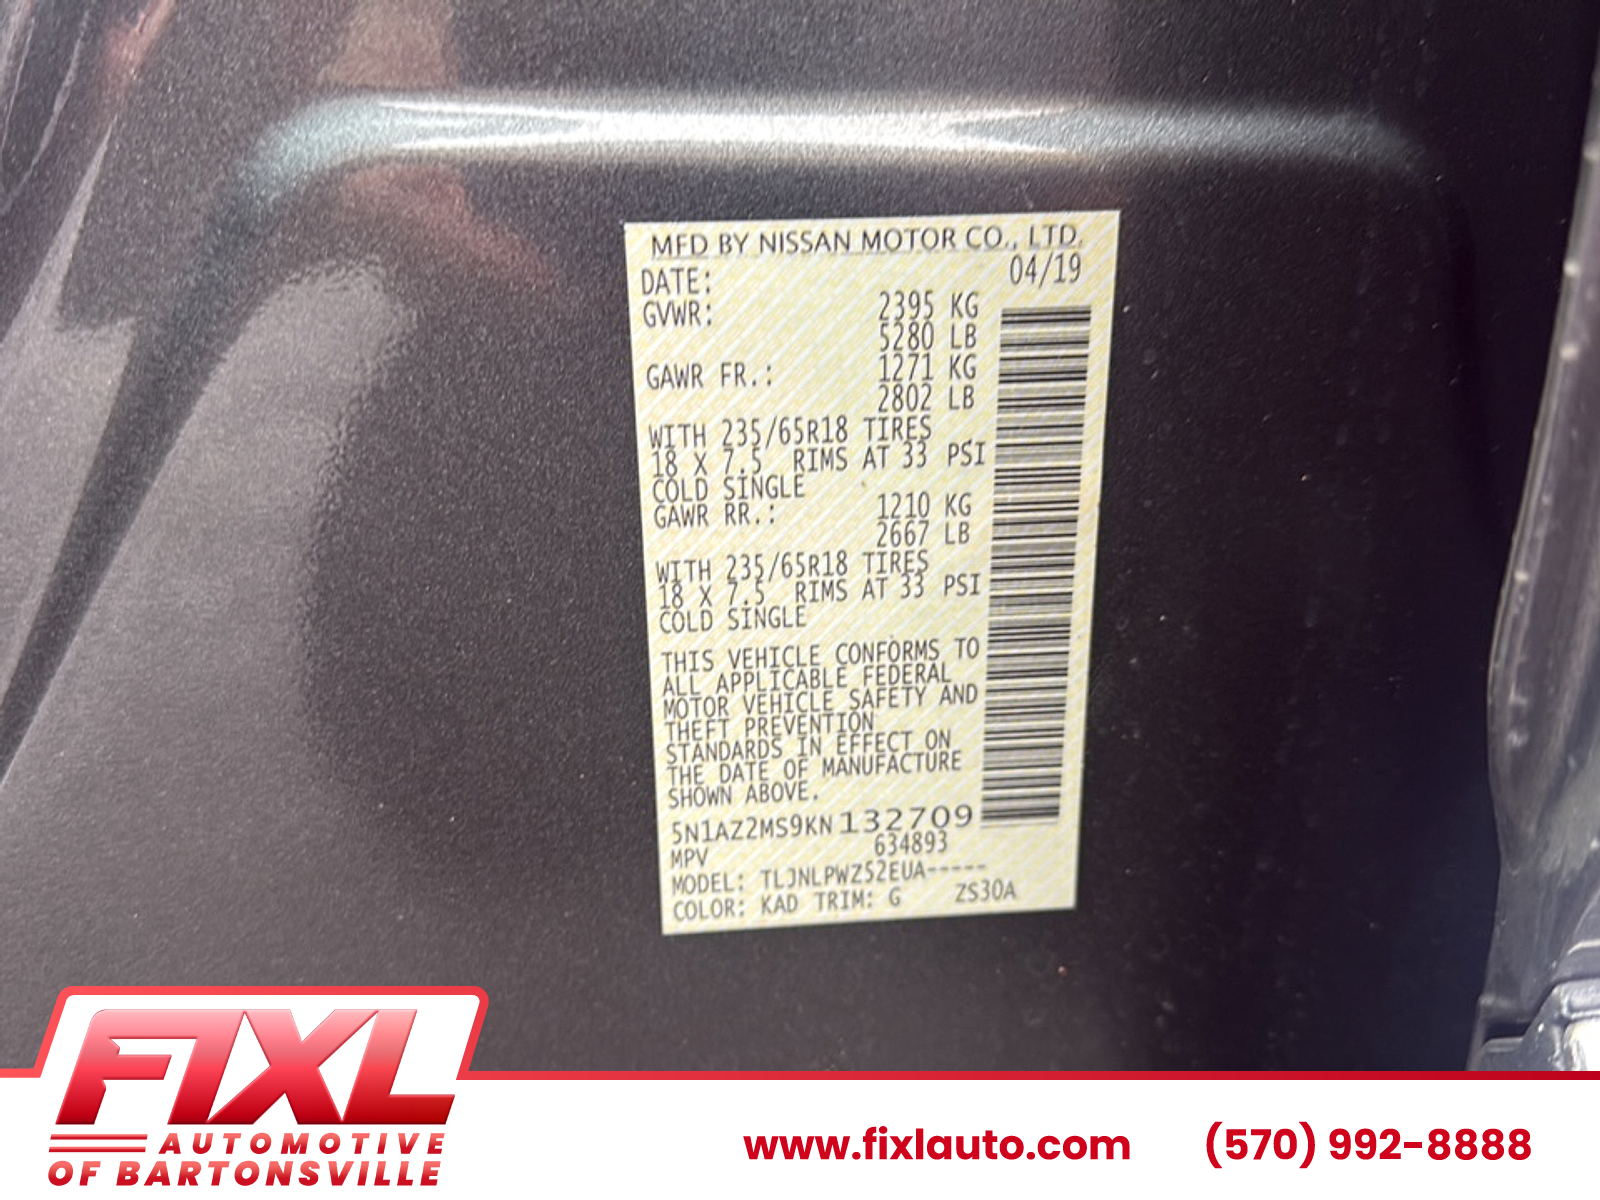 MFD BY NISSAN MOTOR CO., LTD.
DATE: 04/19
GVWR: 2395 KG
5280 LB
GAWR FR.: 1271 KG
2802 LB
WITH 235/65R18 TIRES
18 X 7.5 RIMS AT 33 PSI
COLD SINGLE
GAWR RR.: 1210 KG
2667 LB
WITH 235/65R18 TIRES
18 X 7.5 RIMS AT 33 PSI
COLD SINGLE
THIS VEHICLE CONFORMS TO
ALL APPLICABLE FEDERAL
MOTOR VEHICLE SAFETY AND
THEFT PREVENTION
STANDARDS IN EFFECT ON
THE DATE OF MANUFACTURE
SHOWN ABOVE.
5N1AZ2MS9KN132709
MPV 634893
MODEL: TLJNLPWZ52EUA-----
COLOR: KAD TRIM: G ZS30A
FIXL
AUTOMOTIVE
OF BARTONSVILLE
www.fixlauto.com (570) 992-8888